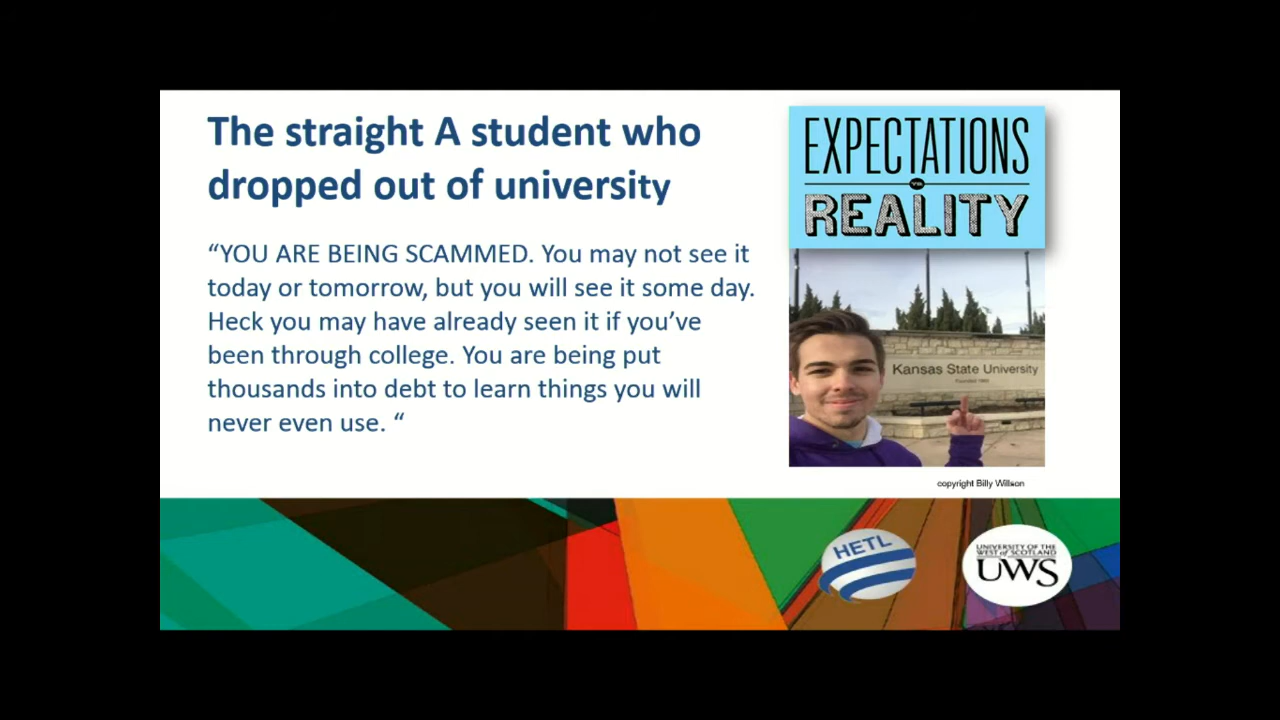 The straight A student who
dropped out of university
“YOU ARE BEING SCAMMED. You may not see it
today or tomorrow, but you will see it some day.
Heck you may have already seen it if you’ve
been through college. You are being put
thousands into debt to learn things you will
never even use. “
EXPECTATIONS
VS
REALITY
Kansas State University
Founded 1863
copyright Billy Willson
HETL
UNIVERSITY OF THE
WEST of SCOTLAND
UWS